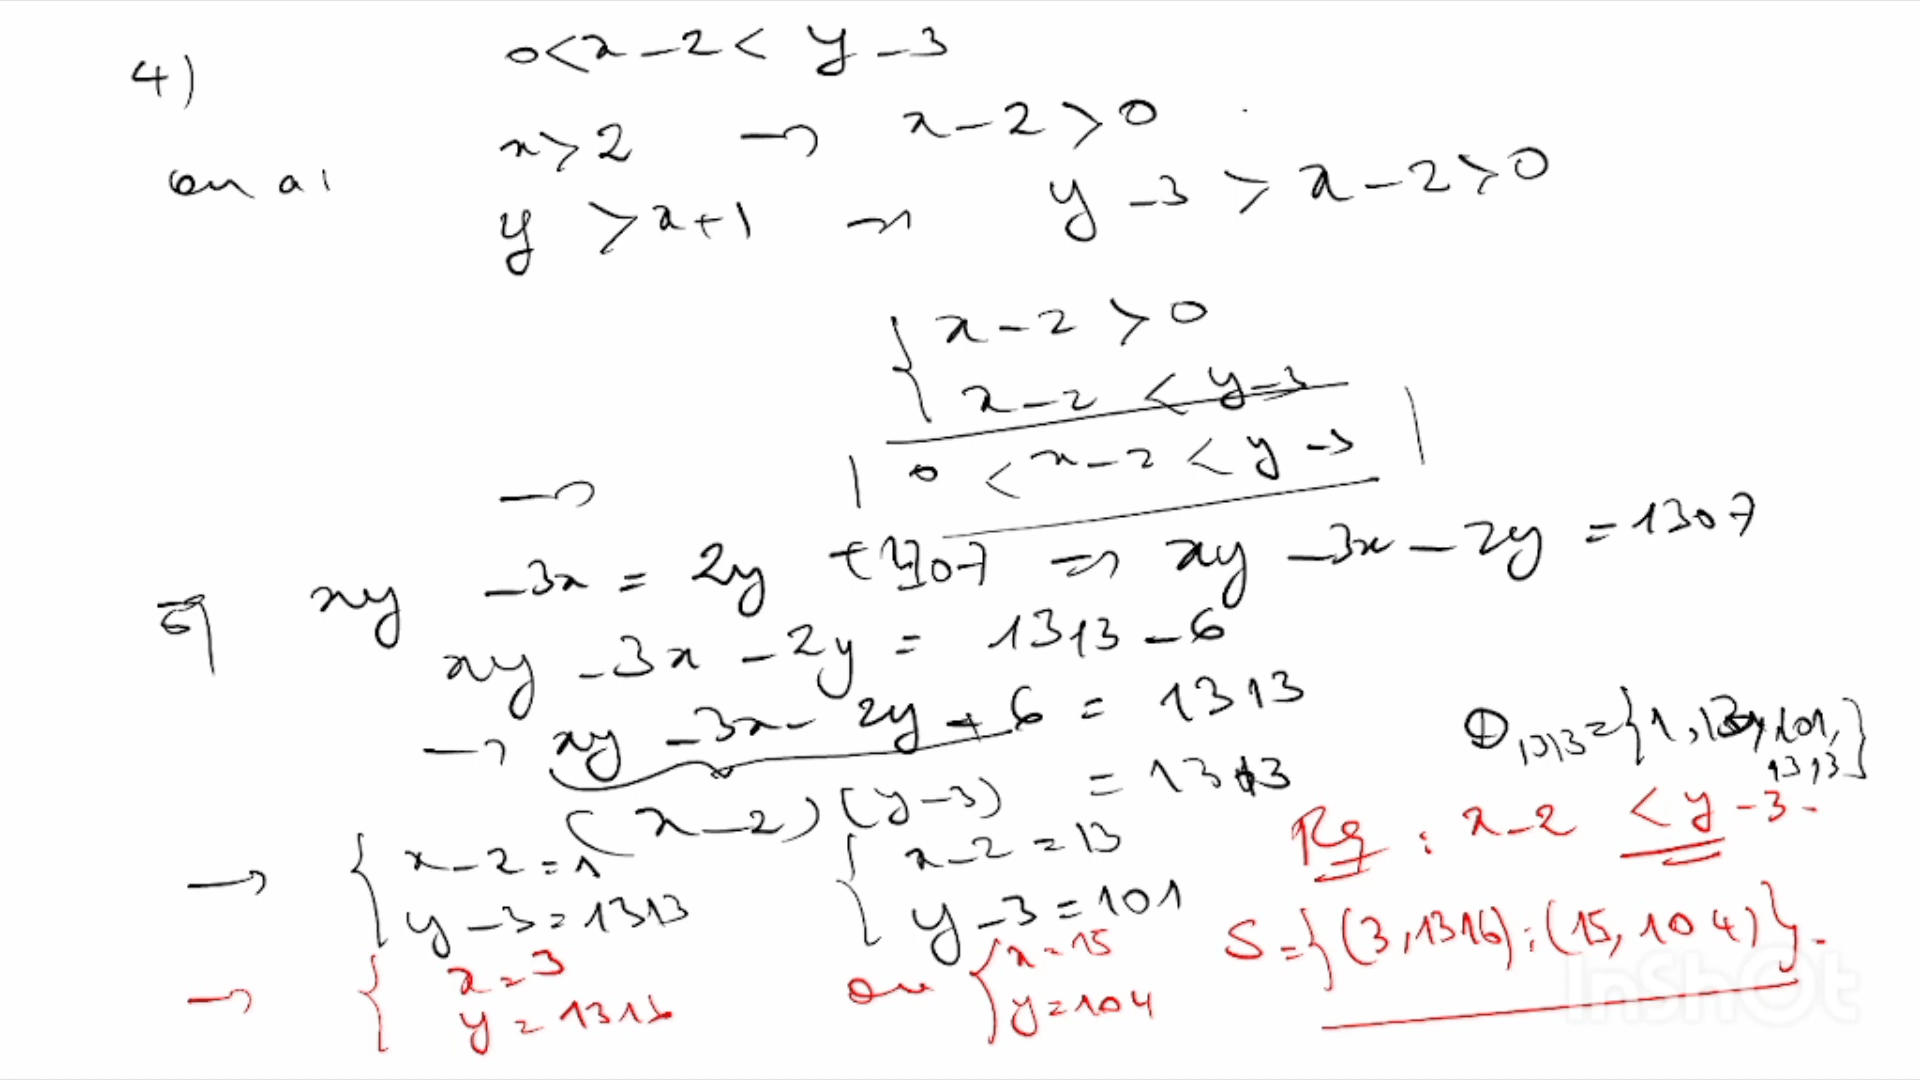 4) 0<x-2<y-3
on a: x>2 → x-2>0
y>x+1 → y-3>x-2>0
{x-2>0
x-2<y-3
→ |0<x-2<y-3|
5) xy-3x=2y+1307 ⇒ xy-3x-2y=1307
xy-3x-2y=1313-6
→ xy-3x-2y+6=1313
(x-2)(y-3)=1313
D1313={1,13,101,
1313}
→ {x-2=1
y-3=1313
{x-2=13
y-3=101
Rq: x-2<y-3.
→ {x=3
y=1316
ou {x=15
y=104
S={(3,1316);(15,104)}.
InShot